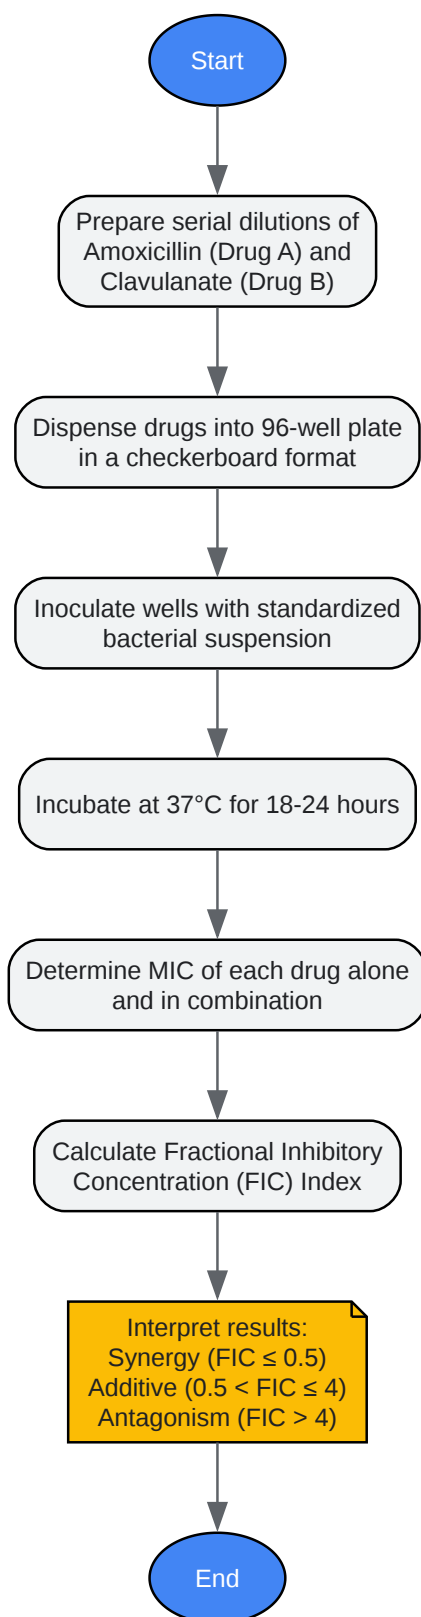 Start
Prepare serial dilutions of
Amoxicillin (Drug A) and
Clavulanate (Drug B)
Dispense drugs into 96-well plate
in a checkerboard format
Inoculate wells with standardized
bacterial suspension
Incubate at 37°C for 18-24 hours
Determine MIC of each drug alone
and in combination
Calculate Fractional Inhibitory
Concentration (FIC) Index
Interpret results:
Synergy (FIC ≤ 0.5)
Additive (0.5 < FIC ≤ 4)
Antagonism (FIC > 4)
End